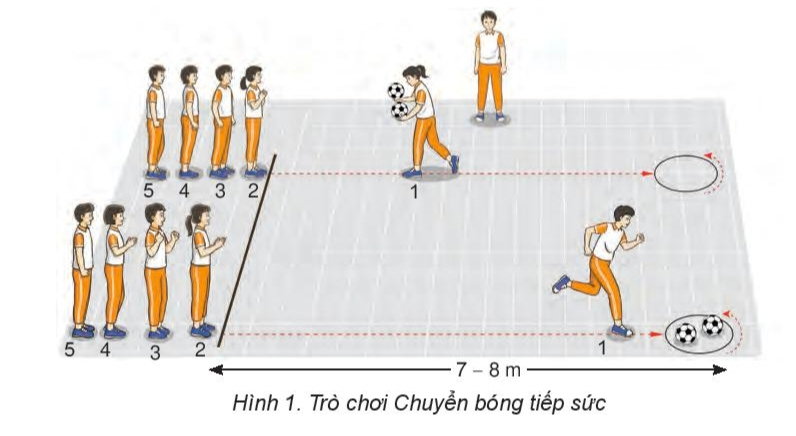 5 4 3 2 1
5 4 3 2 1
7 – 8 m
Hình 1. Trò chơi Chuyển bóng tiếp sức